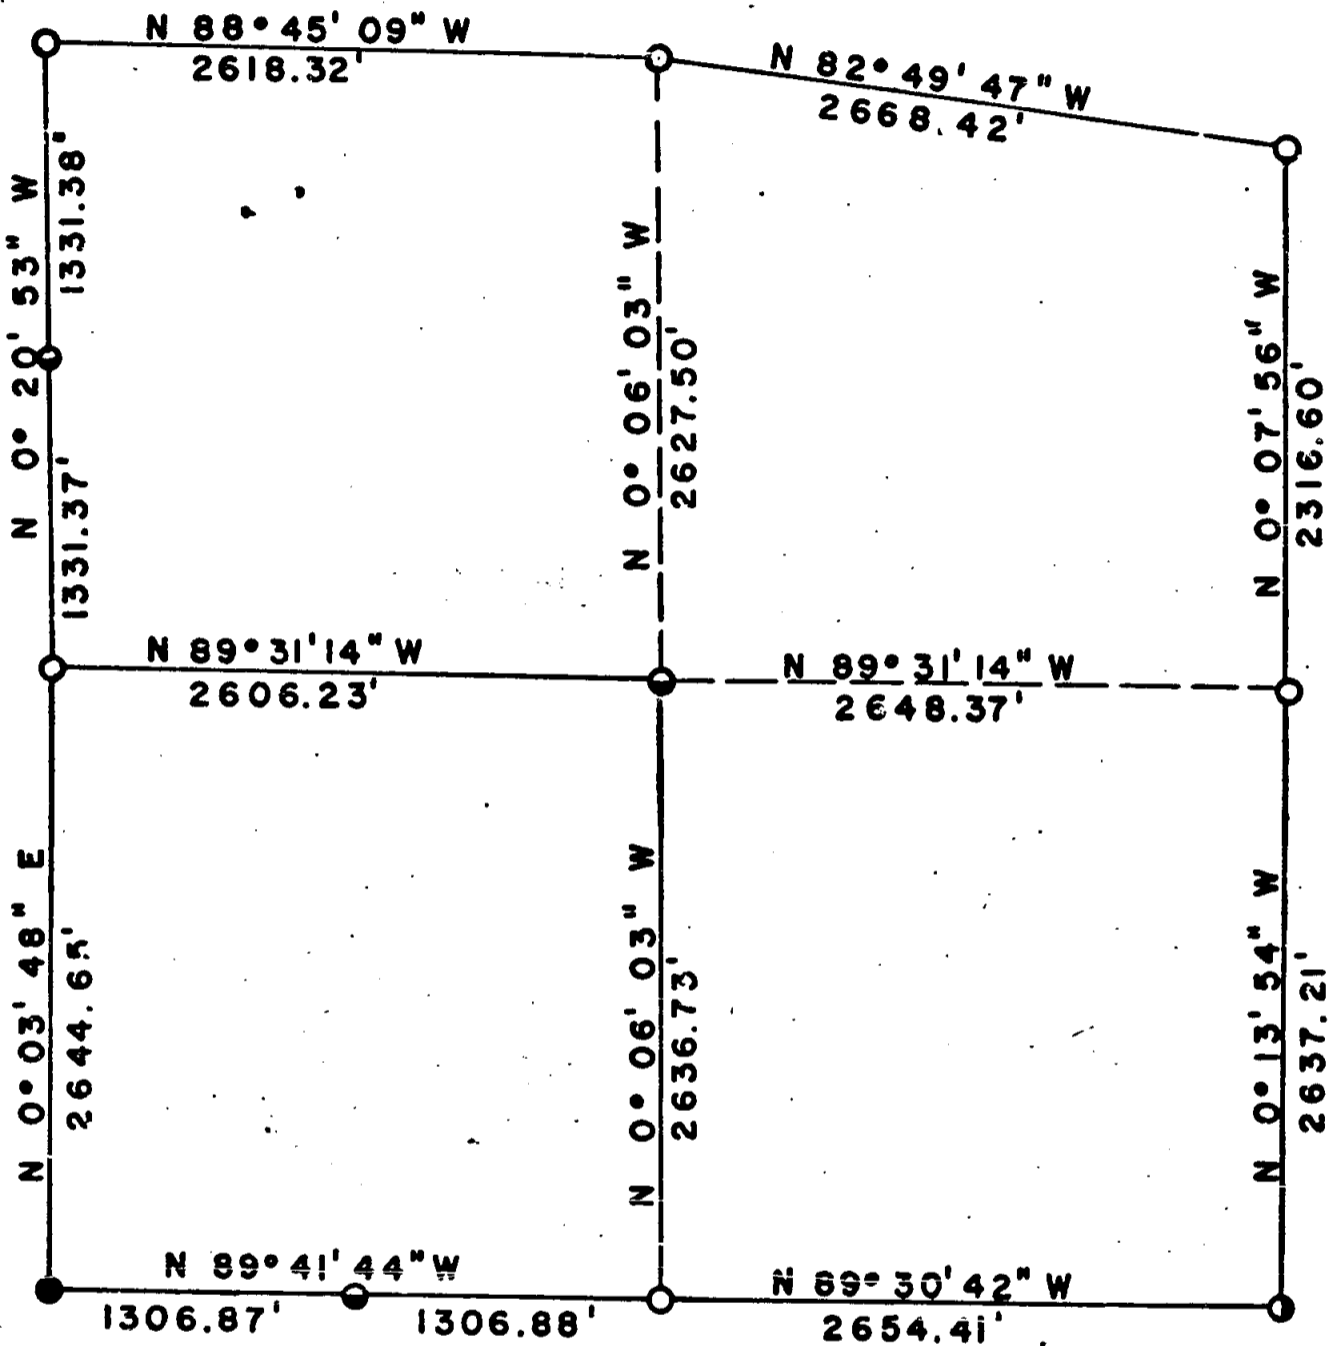 N 88° 45' 09" W
2618.32'
N 82° 49' 47" W
2668.42'
N 0° 20' 53" W
1331.38'
1331.37'
N 0° 06' 03" W
2627.50'
N 0° 07' 56" W
2316.60'
N 89° 31' 14" W
2606.23'
N 89° 31' 14" W
2648.37'
N 0° 03' 48" E
2644.65'
N 0° 06' 03" W
2636.73'
N 0° 13' 54" W
2637.21'
N 89° 41' 44" W
1306.87'
1306.88'
N 89° 30' 42" W
2654.41'